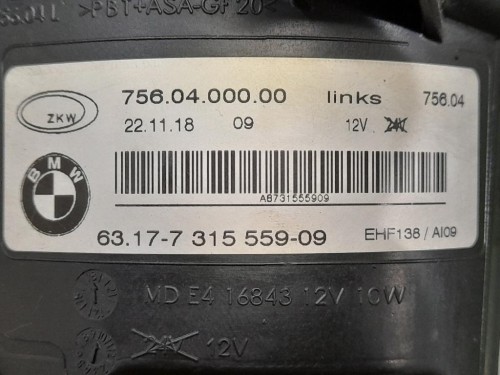 >PBT+ASA-GF 20<
756.04.000.00 links 756.04
ZKW
22.11.18 09 12V 24V
BMW
A8731555909
63.17-7 315 559-09 EHF138 / AI09
MD E4 16843 12V 10W
24V 12V